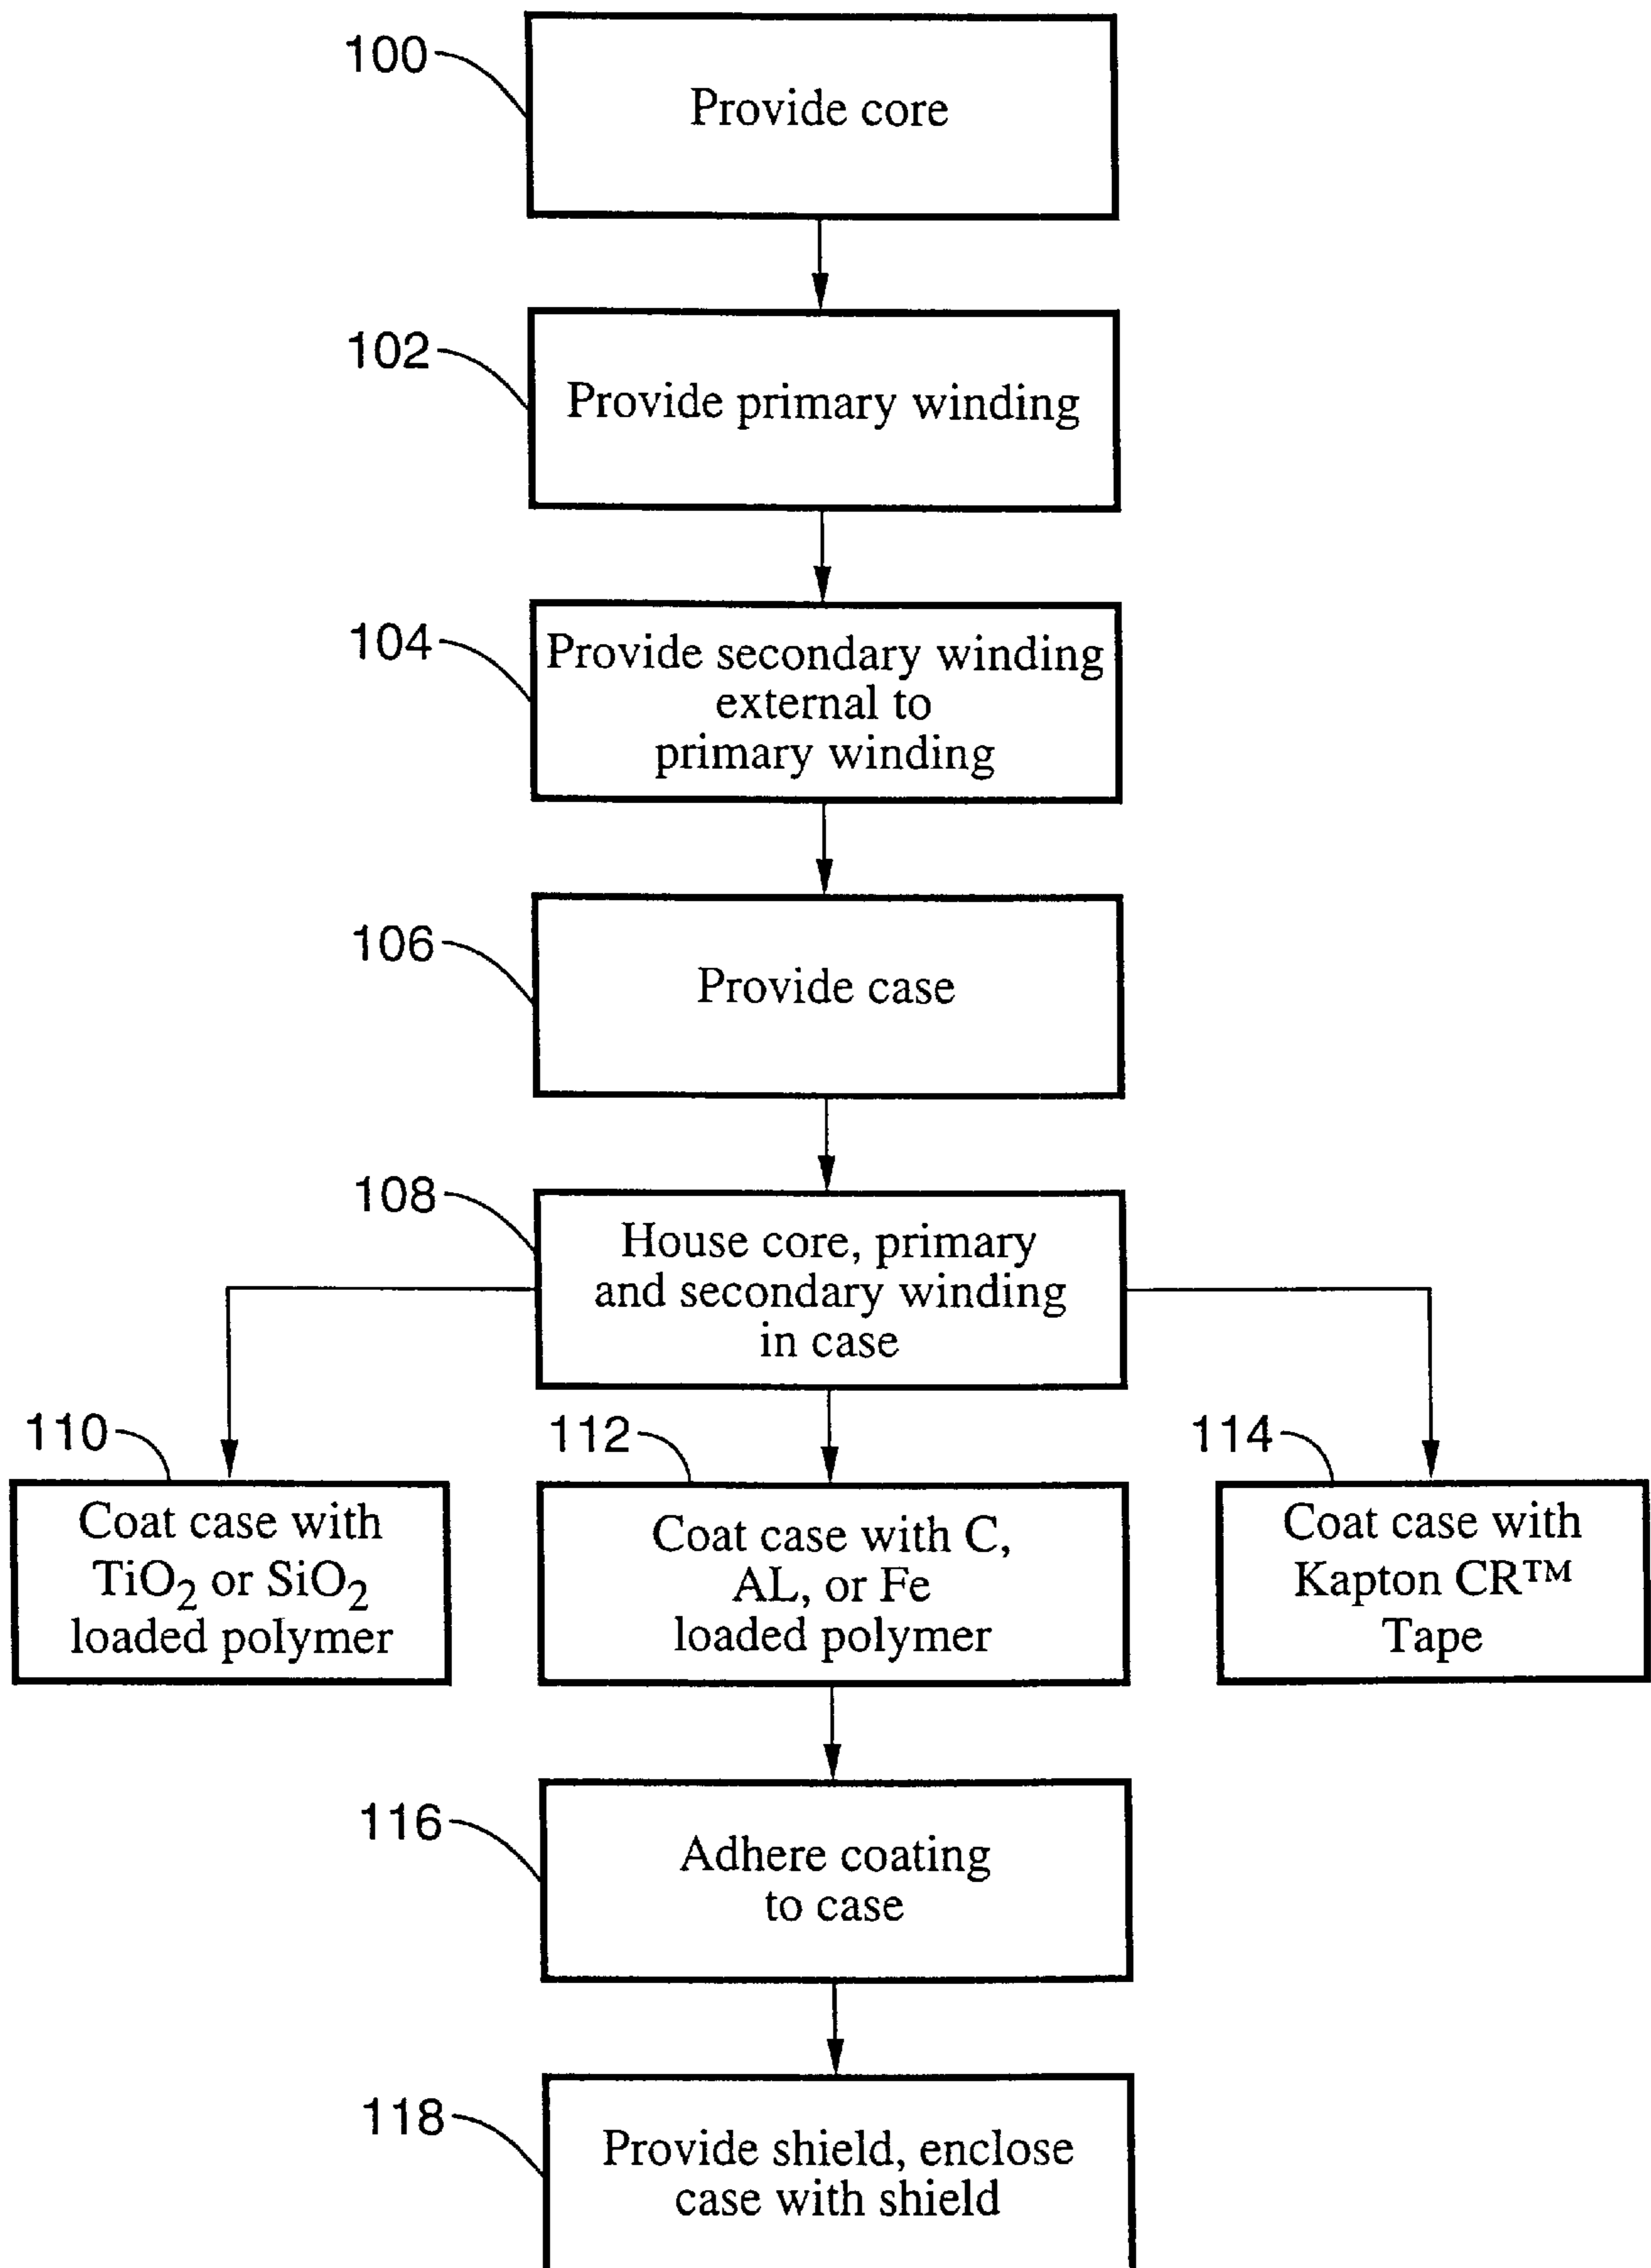 100
Provide core
102
Provide primary winding
104
Provide secondary winding
external to
primary winding
106
Provide case
108
House core, primary
and secondary winding
in case
110
Coat case with
TiO₂ or SiO₂
loaded polymer
112
Coat case with C,
AL, or Fe
loaded polymer
114
Coat case with
Kapton CR™
Tape
116
Adhere coating
to case
118
Provide shield, enclose
case with shield